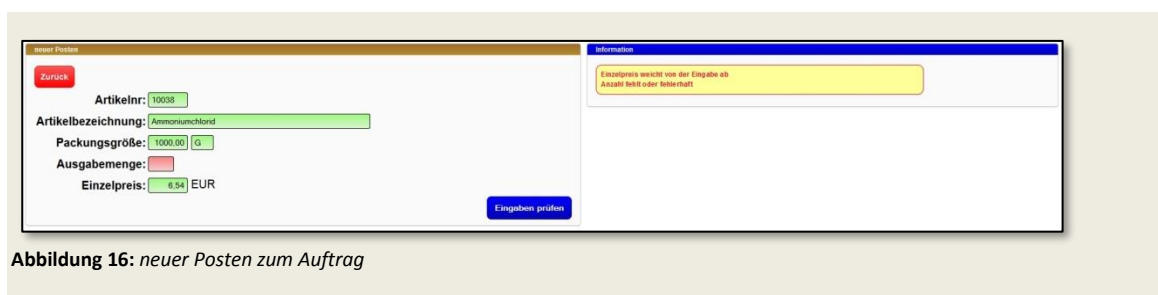 neuer Posten
Zurück
Artikelnr: 10038
Artikelbezeichnung: Ammoniumchlorid
Packungsgröße: 1000.00 G
Ausgabemenge:
Einzelpreis: 6.54 EUR
Eingaben prüfen
Information
Einzelpreis weicht von der Eingabe ab
Anzahl fehlt oder fehlerhaft
Abbildung 16: neuer Posten zum Auftrag